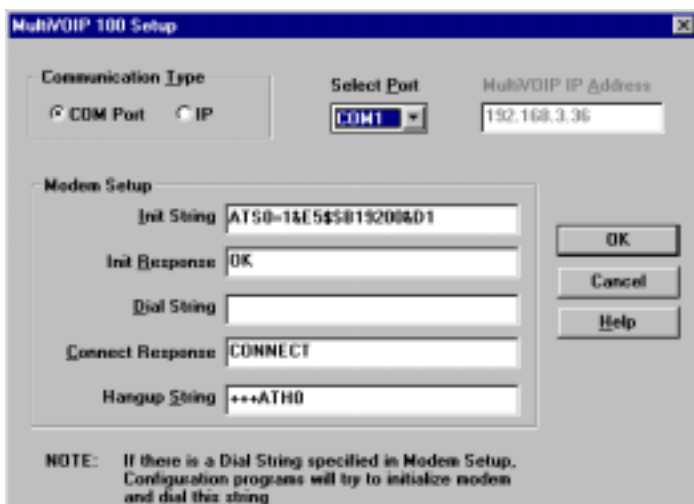 MultiVOIP 100 Setup
Communication Type
COM Port
IP
Select Port
COM1
MultiVOIP IP Address
192.168.3.36
Modem Setup
Init String
ATS0=1&E5$SB19200&D1
Init Response
OK
Dial String
Connect Response
CONNECT
Hangup String
+++ATH0
OK
Cancel
Help
NOTE: If there is a Dial String specified in Modem Setup,
Configuration programs will try to initialize modem
and dial this string